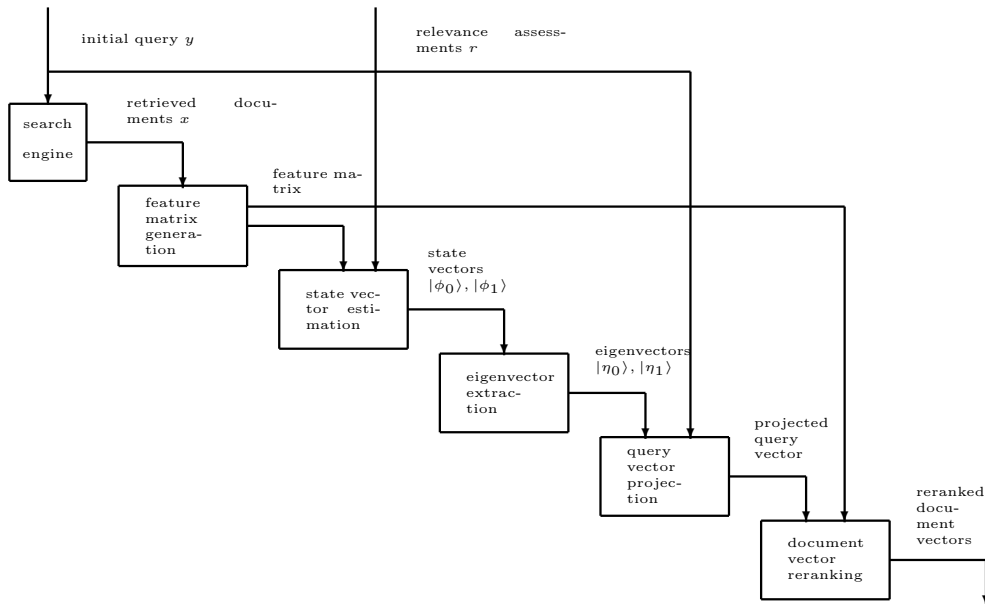 initial query y
relevance assess-
ments r
retrieved docu-
ments x
search
engine
feature ma-
trix
feature
matrix
genera-
tion
state
vectors
|ϕ₀⟩, |ϕ₁⟩
state vec-
tor esti-
mation
eigenvectors
|η₀⟩, |η₁⟩
eigenvector
extrac-
tion
projected
query
vector
query
vector
projec-
tion
reranked
docu-
ment
vectors
document
vector
reranking